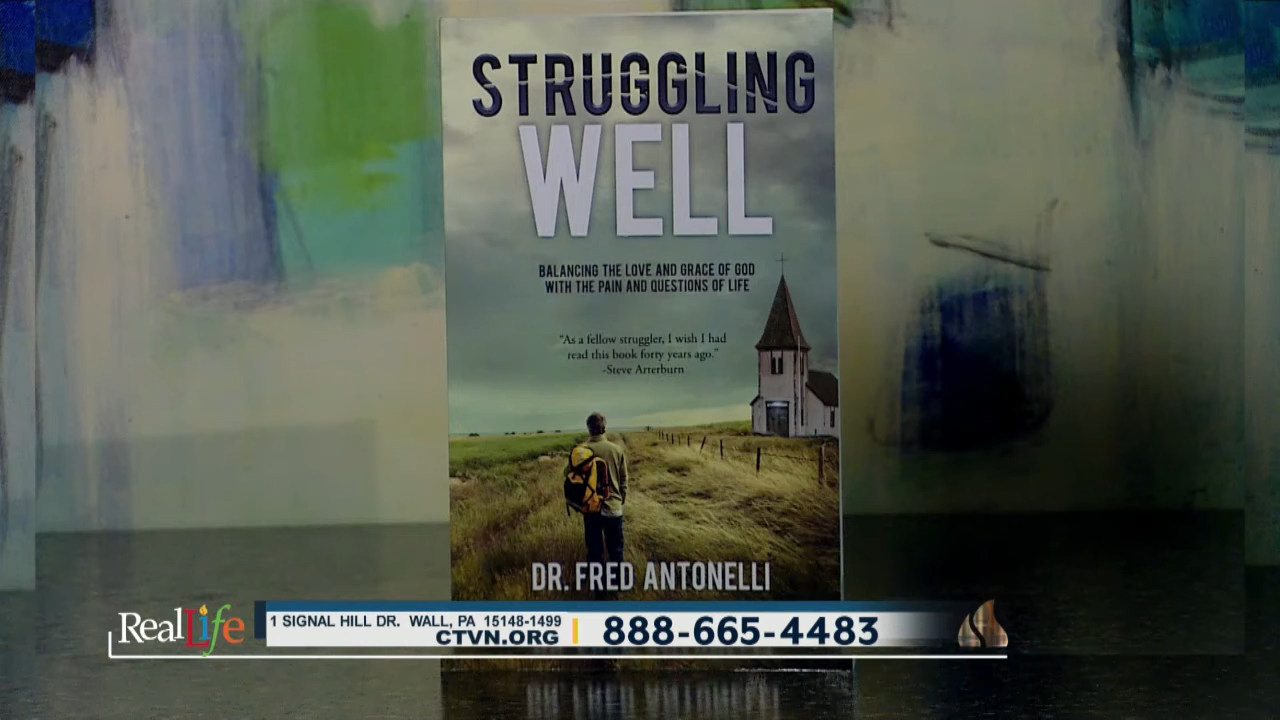 STRUGGLING
WELL
BALANCING THE LOVE AND GRACE OF GOD
WITH THE PAIN AND QUESTIONS OF LIFE
“As a fellow struggler, I wish I had
read this book forty years ago.”
-Steve Arterburn
DR. FRED ANTONELLI
RealLife
1 SIGNAL HILL DR. WALL, PA 15148-1499
CTVN.ORG
888-665-4483